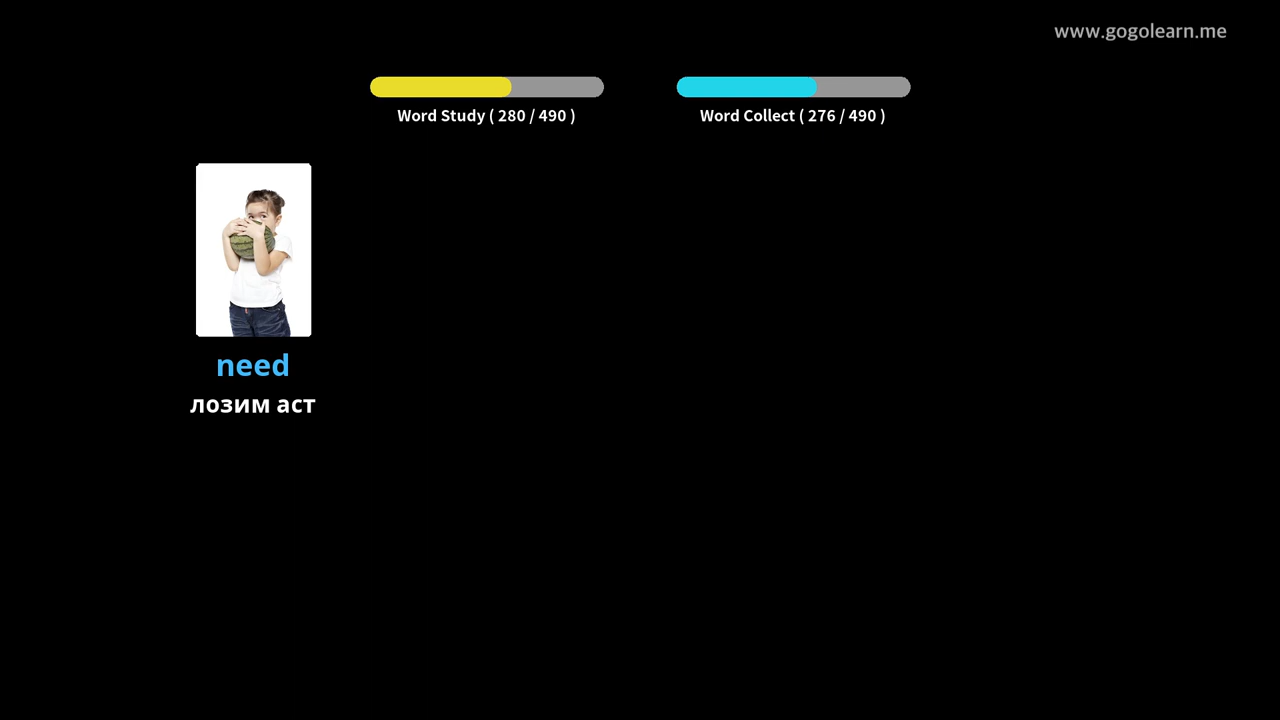 www.gogolearn.me
Word Study ( 280 / 490 )
Word Collect ( 276 / 490 )
need
лозим аст